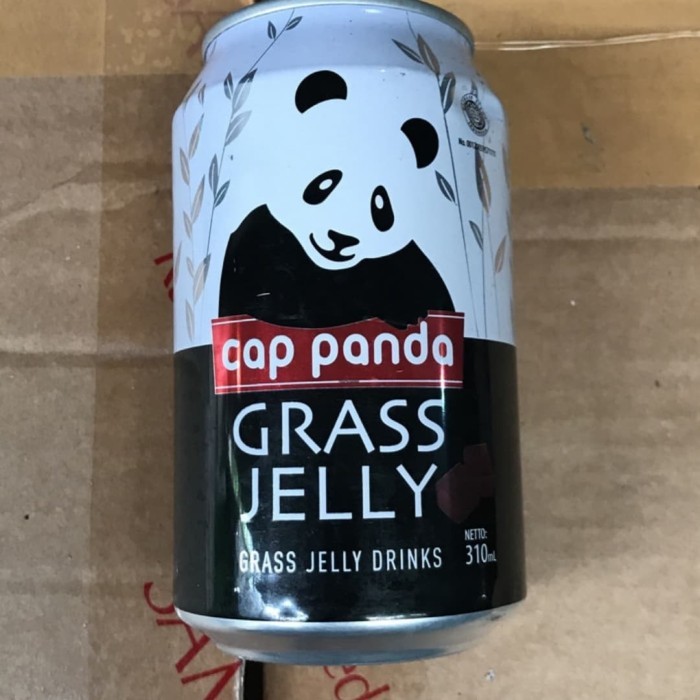 cap panda
GRASS
JELLY
GRASS JELLY DRINKS
NETTO:
310mL